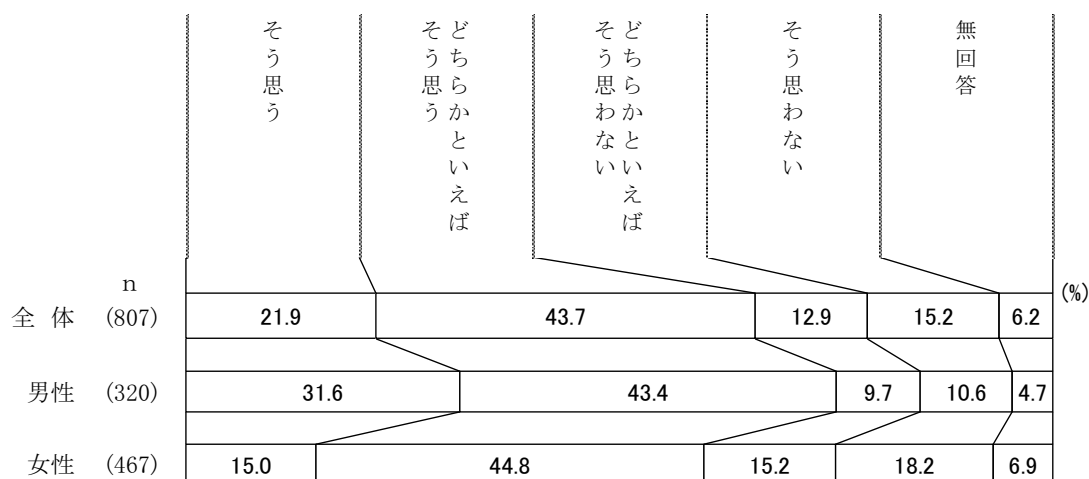 そう思う
どちらかといえば
そう思う
どちらかといえば
そう思わない
そう思わない
無回答
n
(%)
全 体 (807) 21.9 43.7 12.9 15.2 6.2
男性 (320) 31.6 43.4 9.7 10.6 4.7
女性 (467) 15.0 44.8 15.2 18.2 6.9